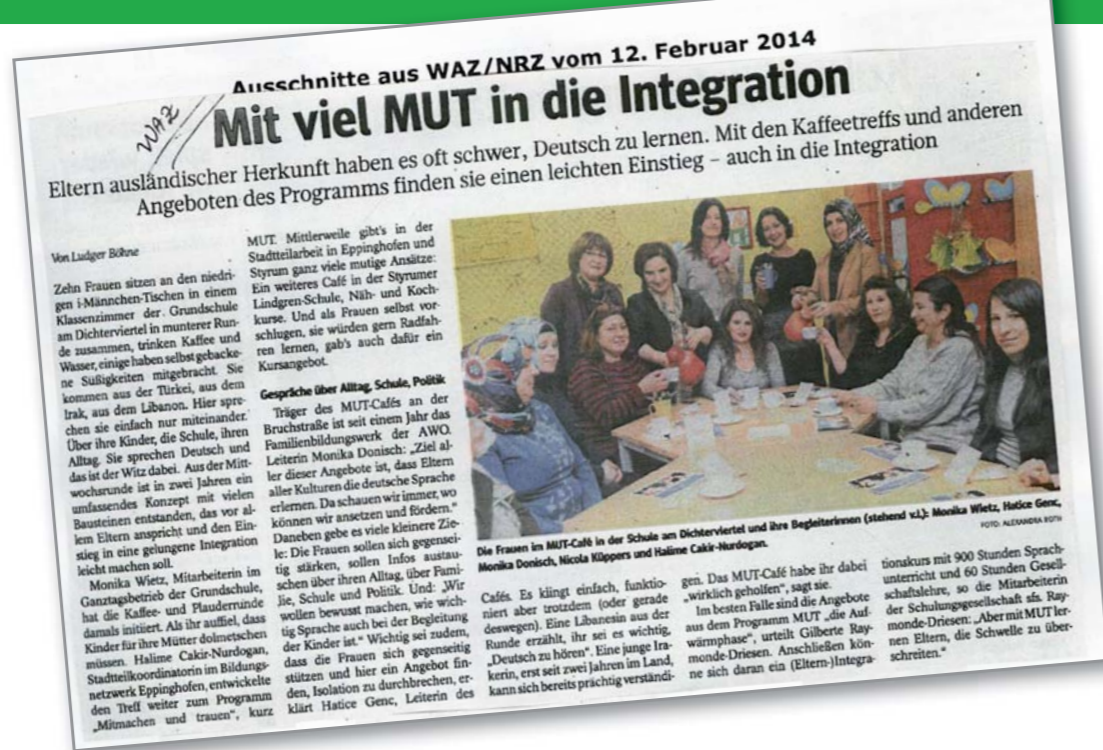 Ausschnitte aus WAZ/NRZ vom 12. Februar 2014
WAZ
Mit viel MUT in die Integration
Eltern ausländischer Herkunft haben es oft schwer, Deutsch zu lernen. Mit den Kaffeetreffs und anderen
Angeboten des Programms finden sie einen leichten Einstieg – auch in die Integration
Von Ludger Böhne
Zehn Frauen sitzen an den niedri-
gen i-Männchen-Tischen in einem
Klassenzimmer der Grundschule
am Dichterviertel in munterer Run-
de zusammen, trinken Kaffee und
Wasser, einige haben selbst gebacke-
ne Süßigkeiten mitgebracht. Sie
kommen aus der Türkei, aus dem
Irak, aus dem Libanon. Hier spre-
chen sie einfach nur miteinander.
Über ihre Kinder, die Schule, ihren
Alltag. Sie sprechen Deutsch und
das ist der Witz dabei. Aus der Mitt-
wochsrunde ist in zwei Jahren ein
umfassendes Konzept mit vielen
Bausteinen entstanden, das vor al-
lem Eltern anspricht und den Ein-
stieg in eine gelungene Integration
leicht machen soll.
Monika Wietz, Mitarbeiterin im
Ganztagsbetrieb der Grundschule,
hat die Kaffee- und Plauderrunde
damals initiiert. Als ihr auffiel, dass
Kinder für ihre Mütter dolmetschen
müssen. Halime Cakir-Nurdogan,
Stadtteilkoordinatorin im Bildungs-
netzwerk Eppinghofen, entwickelte
den Treff weiter zum Programm
„Mitmachen und trauen“, kurz
MUT. Mittlerweile gibt's in der
Stadtteilarbeit in Eppinghofen und
Styrum ganz viele mutige Ansätze:
Ein weiteres Café in der Styrumer
Lindgren-Schule, Näh- und Koch-
kurse. Und als Frauen selbst vor-
schlugen, sie würden gern Radfah-
ren lernen, gab's auch dafür ein
Kursangebot.
Gespräche über Alltag, Schule, Politik
Träger des MUT-Cafés an der
Bruchstraße ist seit einem Jahr das
Familienbildungswerk der AWO.
Leiterin Monika Donisch: „Ziel al-
ler dieser Angebote ist, dass Eltern
aller Kulturen die deutsche Sprache
erlernen. Da schauen wir immer, wo
können wir ansetzen und fördern.“
Daneben gebe es viele kleinere Zie-
le: Die Frauen sollen sich gegensei-
tig stärken, sollen Infos austau-
schen über ihren Alltag, über Fami-
lie, Schule und Politik. Und: „Wir
wollen bewusst machen, wie wich-
tig Sprache auch bei der Begleitung
der Kinder ist.“ Wichtig sei zudem,
dass die Frauen sich gegenseitig
stützen und hier ein Angebot fin-
den, Isolation zu durchbrechen, er-
klärt Hatice Genc, Leiterin des
Die Frauen im MUT-Café in der Schule am Dichterviertel und ihre Begleiterinnen (stehend v.l.): Monika Wietz, Hatice Genc,
Monika Donisch, Nicola Küppers und Halime Cakir-Nurdogan.
FOTO: ALEXANDRA ROTH
Cafés. Es klingt einfach, funktio-
niert aber trotzdem (oder gerade
deswegen). Eine Libanesin aus der
Runde erzählt, ihr sei es wichtig,
„Deutsch zu hören“. Eine junge Ira-
kerin, erst seit zwei Jahren im Land,
kann sich bereits prächtig verständi-
gen. Das MUT-Café habe ihr dabei
„wirklich geholfen“, sagt sie.
Im besten Falle sind die Angebote
aus dem Programm MUT „die Auf-
wärmphase“, urteilt Gilberte Ray-
monde-Driesen. Anschließen kön-
ne sich daran ein (Eltern-)Integra-
tionskurs mit 900 Stunden Sprach-
unterricht und 60 Stunden Gesell-
schaftslehre, so die Mitarbeiterin
der Schulungsgesellschaft sfs. Ray-
monde-Driesen: „Aber mit MUT ler-
nen Eltern, die Schwelle zu über-
schreiten.“